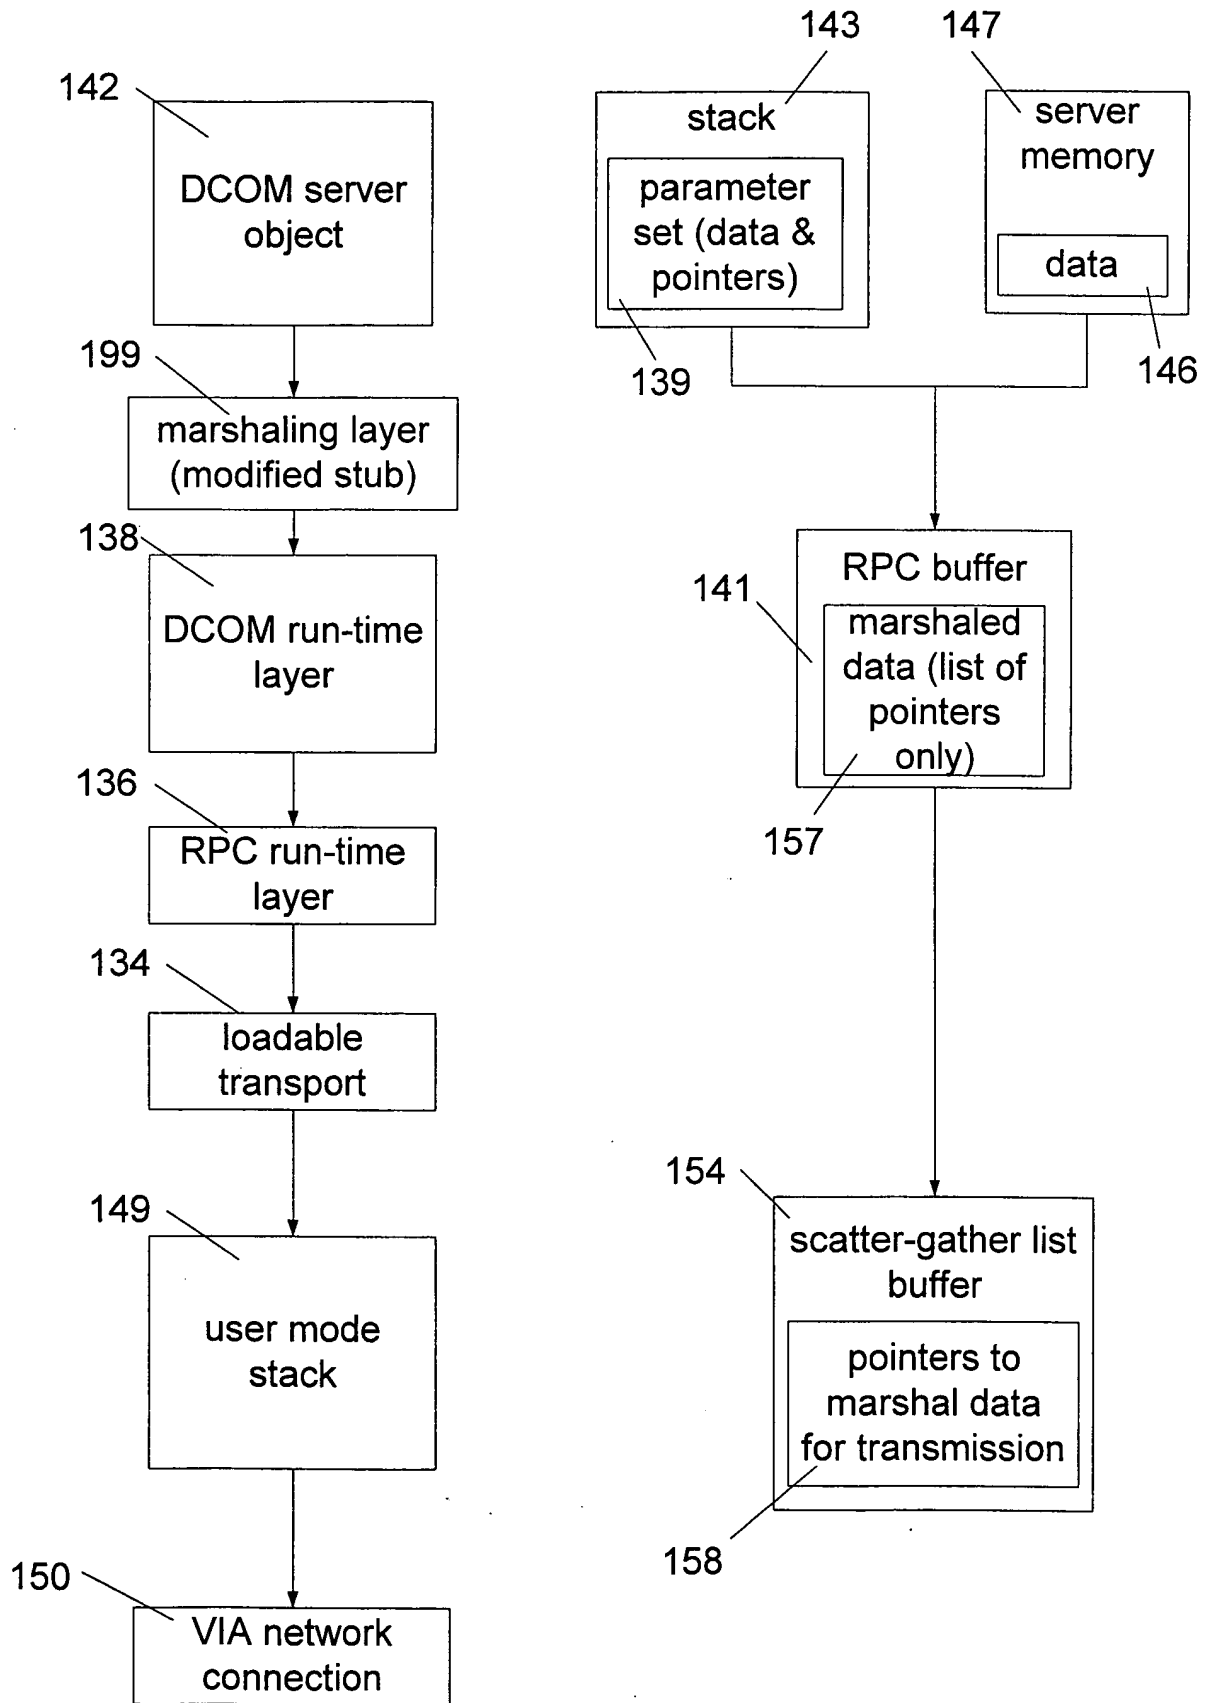 143
147
142
stack
server
memory
parameter
set (data &
pointers)
DCOM server
object
data
199
139
146
marshaling layer
(modified stub)
138
RPC buffer
141
marshaled
data (list of
pointers
only)
DCOM run-time
layer
136
157
RPC run-time
layer
134
loadable
transport
154
149
scatter-gather list
buffer
user mode
stack
pointers to
marshal data
for transmission
158
150
VIA network
connection